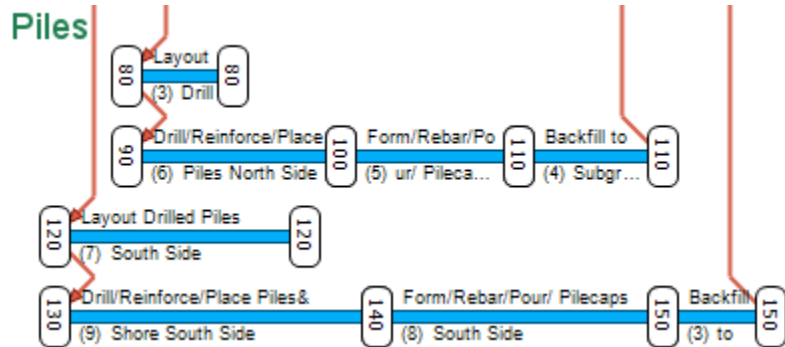 Piles
Layout
80 80
(3) Drill
Drill/Reinforce/Place Form/Rebar/Po Backfill to
90 100 110 110
(6) Piles North Side (5) ur/ Pileca... (4) Subgr...
Layout Drilled Piles
120 120
(7) South Side
Drill/Reinforce/Place Piles& Form/Rebar/Pour/ Pilecaps Backfill
130 140 150 150
(9) Shore South Side (8) South Side (3) to